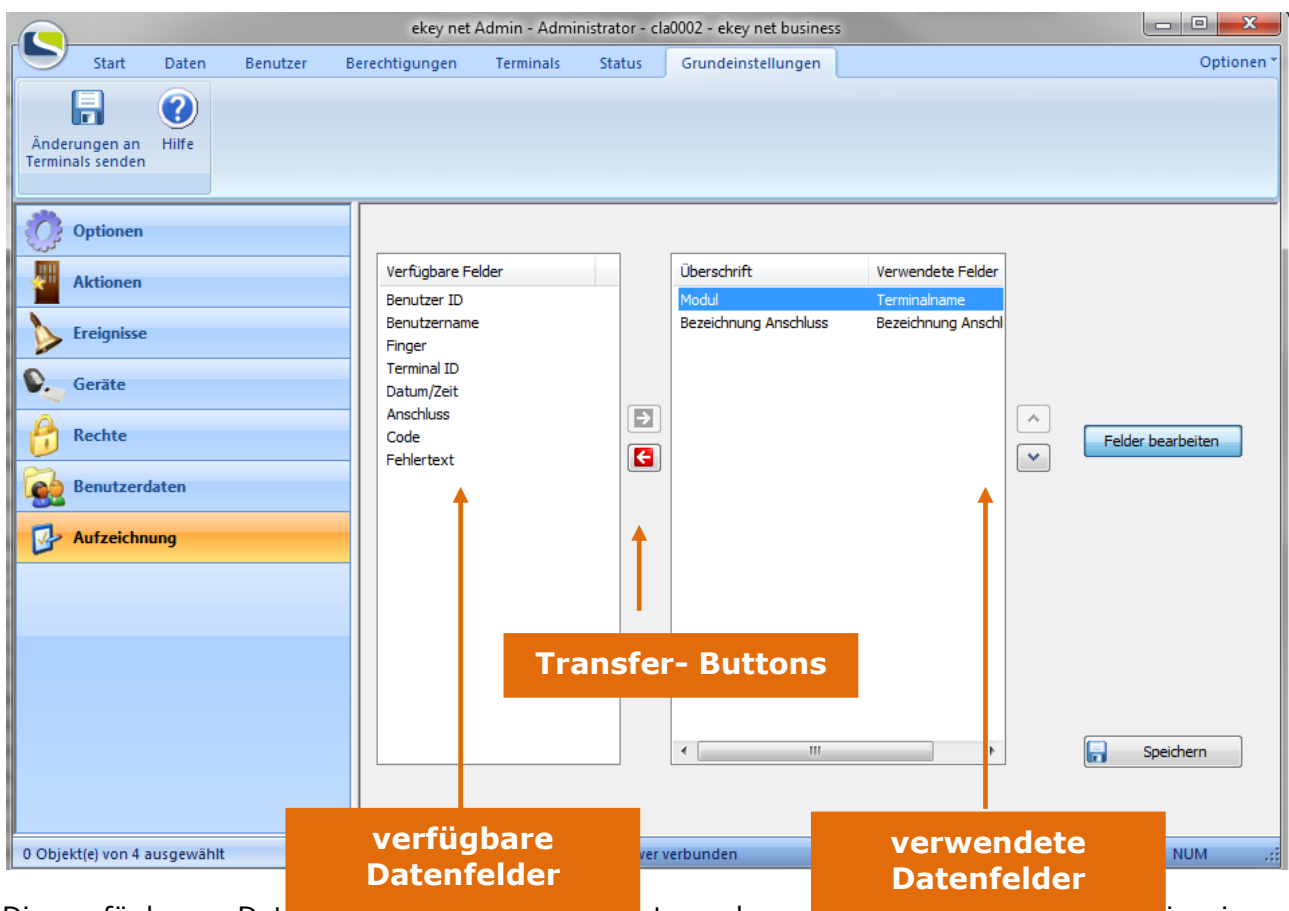 ekey net Admin - Administrator - cla0002 - ekey net business
Start Daten Benutzer Berechtigungen Terminals Status Grundeinstellungen Optionen
Änderungen an
Terminals senden
Hilfe
Optionen
Aktionen
Ereignisse
Geräte
Rechte
Benutzerdaten
Aufzeichnung
Verfügbare Felder
Benutzer ID
Benutzername
Finger
Terminal ID
Datum/Zeit
Anschluss
Code
Fehlertext
Überschrift Verwendete Felder
Modul Terminalname
Bezeichnung Anschluss Bezeichnung Anschl
Felder bearbeiten
Transfer- Buttons
Speichern
verfügbare
Datenfelder
verwendete
Datenfelder
0 Objekt(e) von 4 ausgewählt verbunden NUM